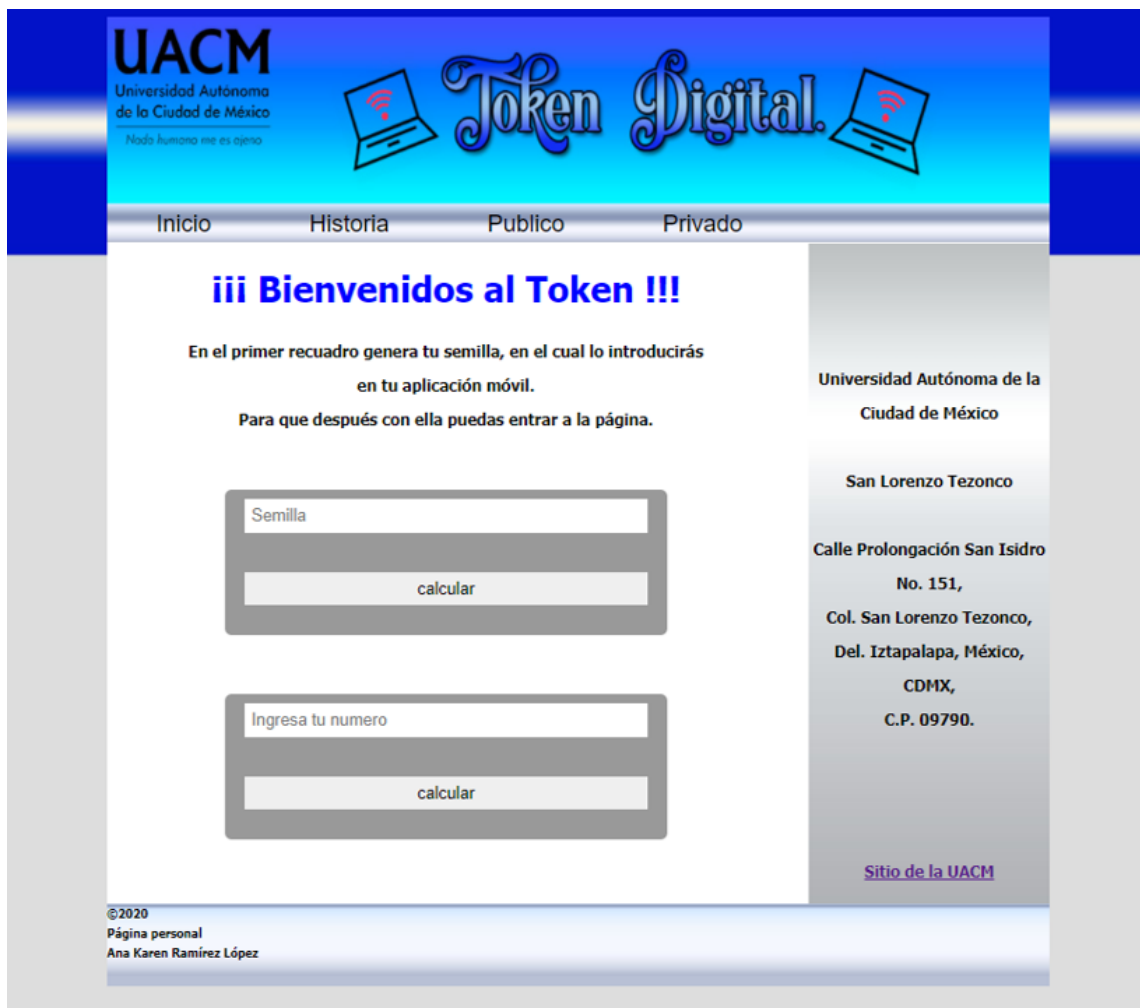 UACM
Universidad Autónoma
de la Ciudad de México
Nada humano me es ajeno
Token Digital.
Inicio Historia Publico Privado
¡¡¡ Bienvenidos al Token !!!
En el primer recuadro genera tu semilla, en el cual lo introducirás
en tu aplicación móvil.
Para que después con ella puedas entrar a la página.
Semilla
calcular
Ingresa tu numero
calcular
Universidad Autónoma de la
Ciudad de México
San Lorenzo Tezonco
Calle Prolongación San Isidro
No. 151,
Col. San Lorenzo Tezonco,
Del. Iztapalapa, México,
CDMX,
C.P. 09790.
Sitio de la UACM
©2020
Página personal
Ana Karen Ramírez López